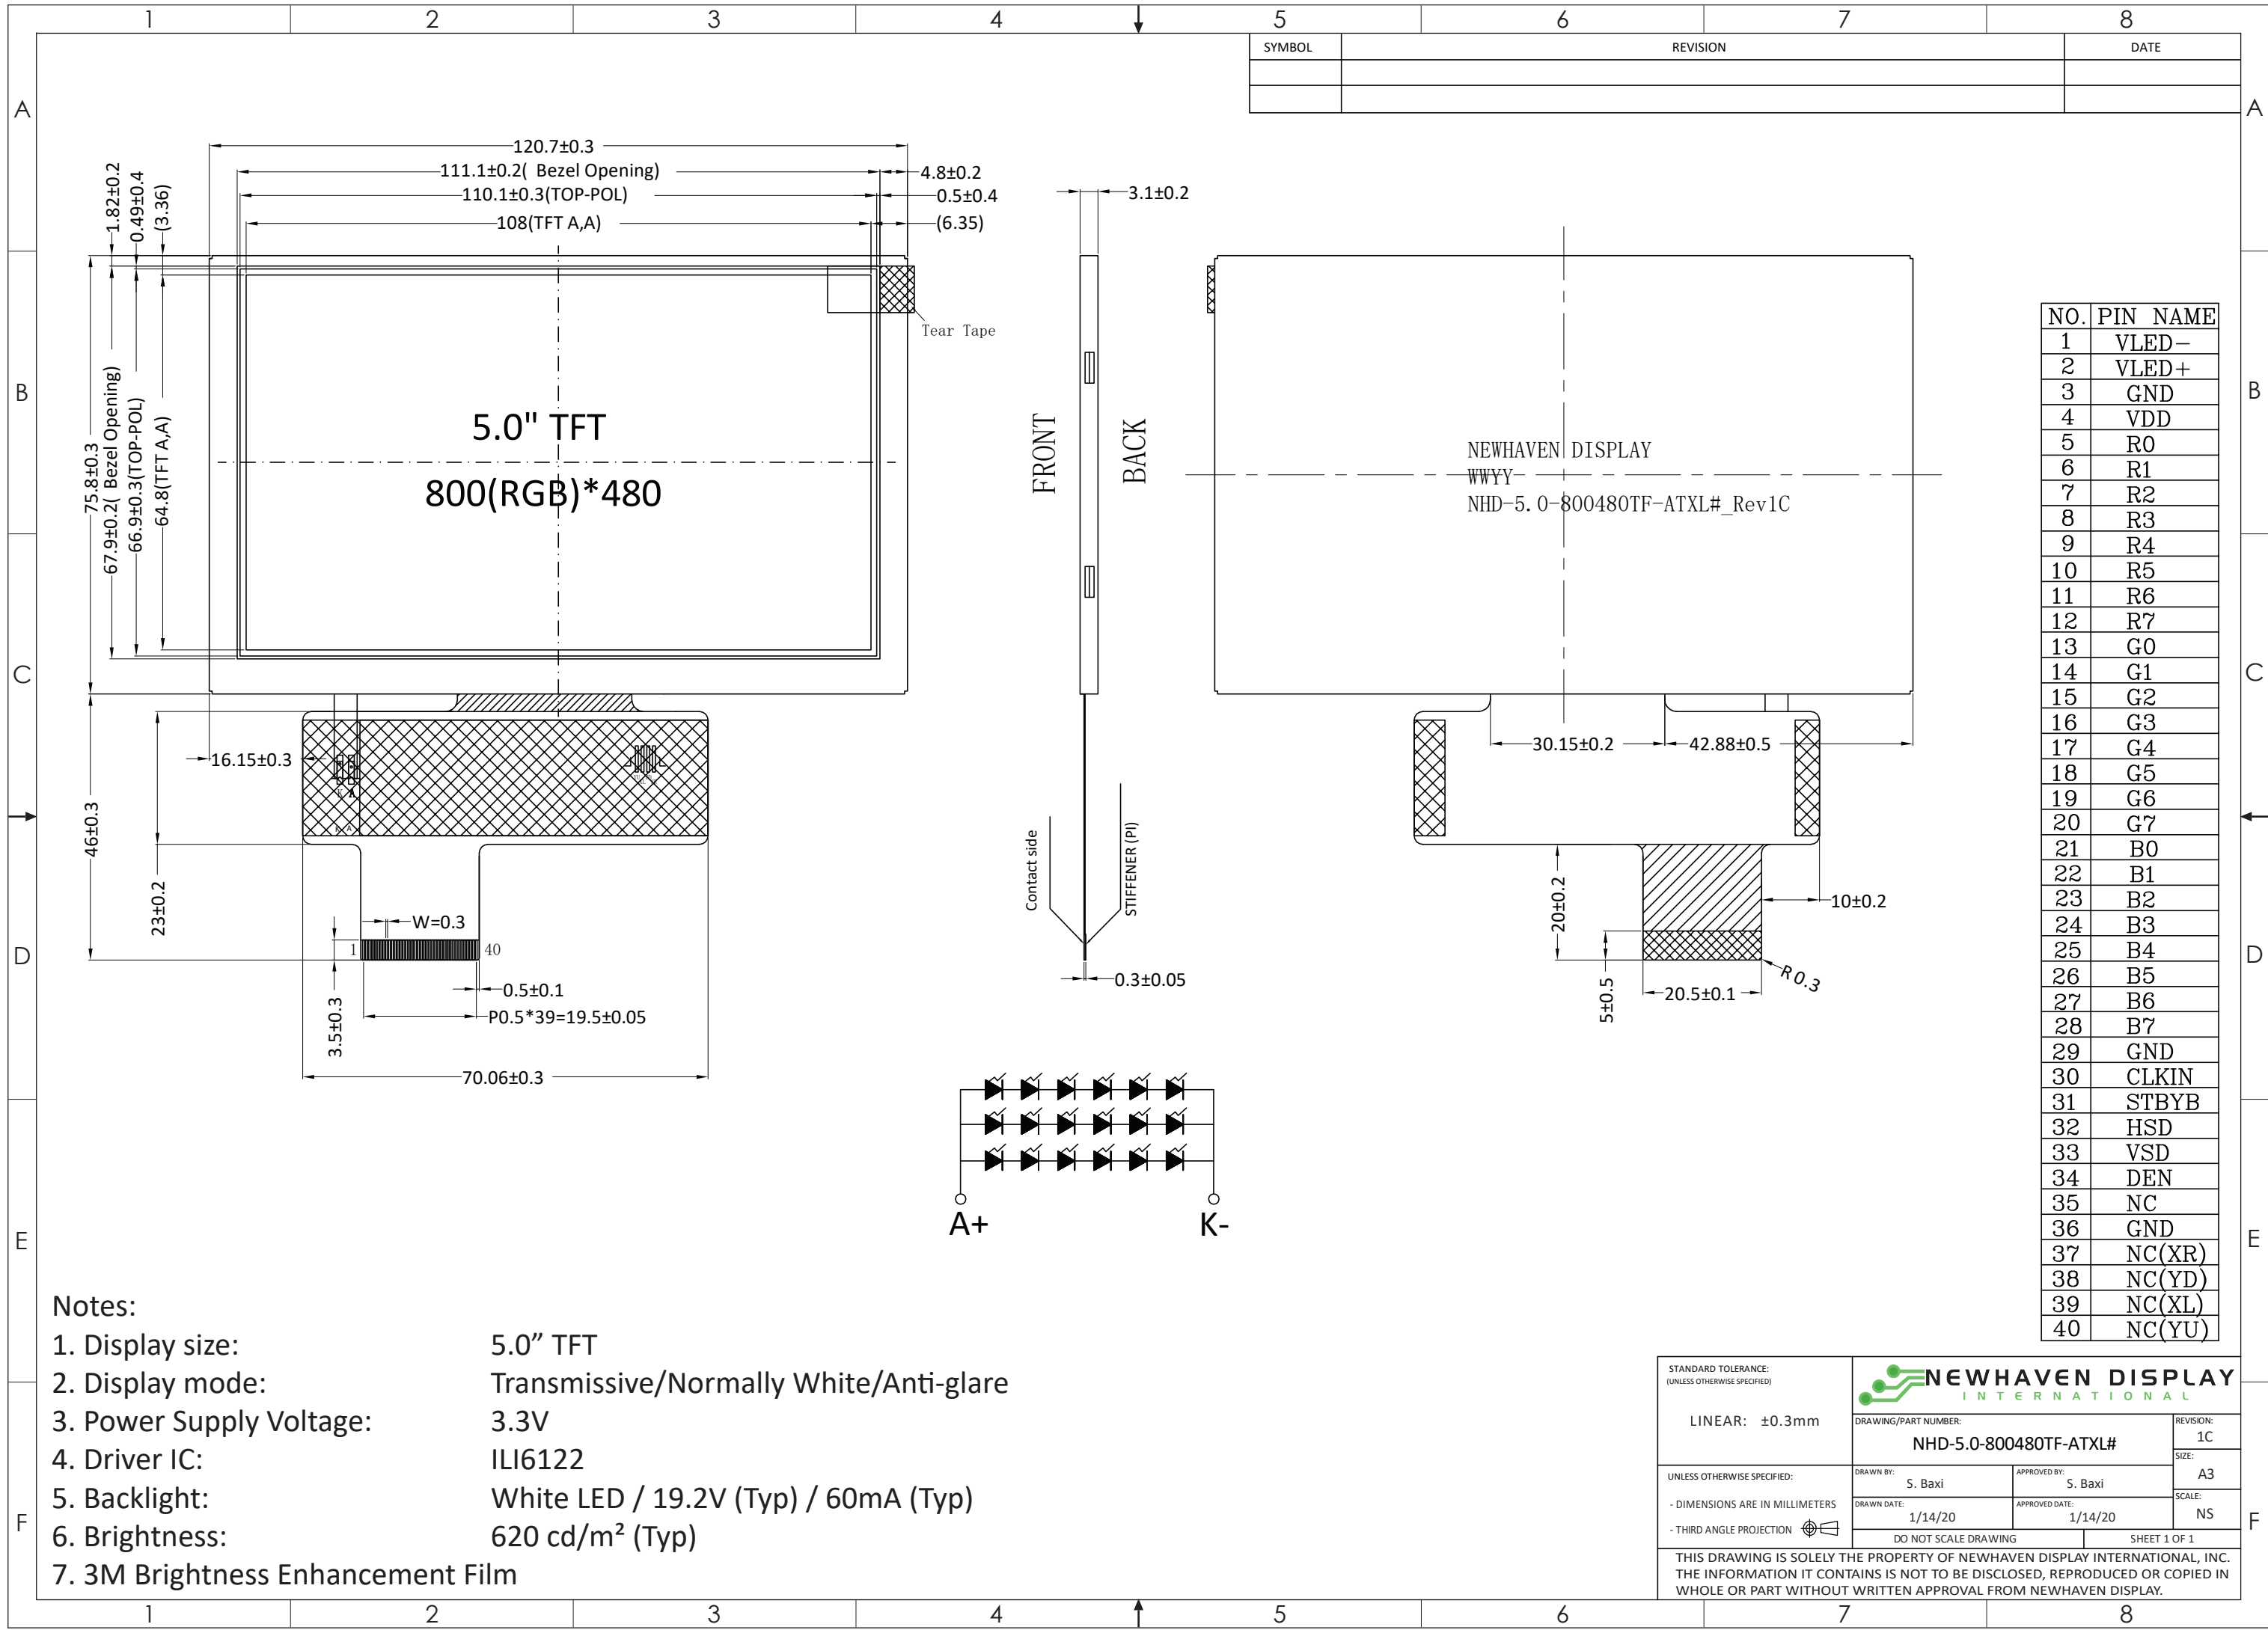 1 2 3 4 5 6 7 8
SYMBOL REVISION DATE
A A
B B
C C
D D
E E
F F
120.7±0.3
111.1±0.2( Bezel Opening)
4.8±0.2
110.1±0.3(TOP-POL)
0.5±0.4
108(TFT A,A)
(6.35)
1.82±0.2
0.49±0.4
(3.36)
75.8±0.3
67.9±0.2( Bezel Opening)
66.9±0.3(TOP-POL)
64.8(TFT A,A)
Tear Tape
5.0" TFT
800(RGB)*480
16.15±0.3
46±0.3
23±0.2
K A
K A
W=0.3
1 40
0.5±0.1
P0.5*39=19.5±0.05
3.5±0.3
70.06±0.3
3.1±0.2
FRONT
BACK
Contact side
STIFFENER (PI)
0.3±0.05
NEWHAVEN DISPLAY
WWYY
NHD-5.0-800480TF-ATXL#_Rev1C
30.15±0.2
42.88±0.5
20±0.2
10±0.2
5±0.5
20.5±0.1
R0.3
A+ K-
NO. PIN NAME
1 VLED-
2 VLED+
3 GND
4 VDD
5 R0
6 R1
7 R2
8 R3
9 R4
10 R5
11 R6
12 R7
13 G0
14 G1
15 G2
16 G3
17 G4
18 G5
19 G6
20 G7
21 B0
22 B1
23 B2
24 B3
25 B4
26 B5
27 B6
28 B7
29 GND
30 CLKIN
31 STBYB
32 HSD
33 VSD
34 DEN
35 NC
36 GND
37 NC(XR)
38 NC(YD)
39 NC(XL)
40 NC(YU)
Notes:
1. Display size: 5.0” TFT
2. Display mode: Transmissive/Normally White/Anti-glare
3. Power Supply Voltage: 3.3V
4. Driver IC: ILI6122
5. Backlight: White LED / 19.2V (Typ) / 60mA (Typ)
6. Brightness: 620 cd/m² (Typ)
7. 3M Brightness Enhancement Film
STANDARD TOLERANCE:
(UNLESS OTHERWISE SPECIFIED)
LINEAR: ±0.3mm
UNLESS OTHERWISE SPECIFIED:
- DIMENSIONS ARE IN MILLIMETERS
- THIRD ANGLE PROJECTION
NEWHAVEN DISPLAY
INTERNATIONAL
DRAWING/PART NUMBER:
NHD-5.0-800480TF-ATXL#
REVISION:
1C
SIZE:
A3
SCALE:
NS
DRAWN BY:
S. Baxi
APPROVED BY:
S. Baxi
DRAWN DATE:
1/14/20
APPROVED DATE:
1/14/20
DO NOT SCALE DRAWING
SHEET 1 OF 1
THIS DRAWING IS SOLELY THE PROPERTY OF NEWHAVEN DISPLAY INTERNATIONAL, INC.
THE INFORMATION IT CONTAINS IS NOT TO BE DISCLOSED, REPRODUCED OR COPIED IN
WHOLE OR PART WITHOUT WRITTEN APPROVAL FROM NEWHAVEN DISPLAY.
1 2 3 4 5 6 7 8